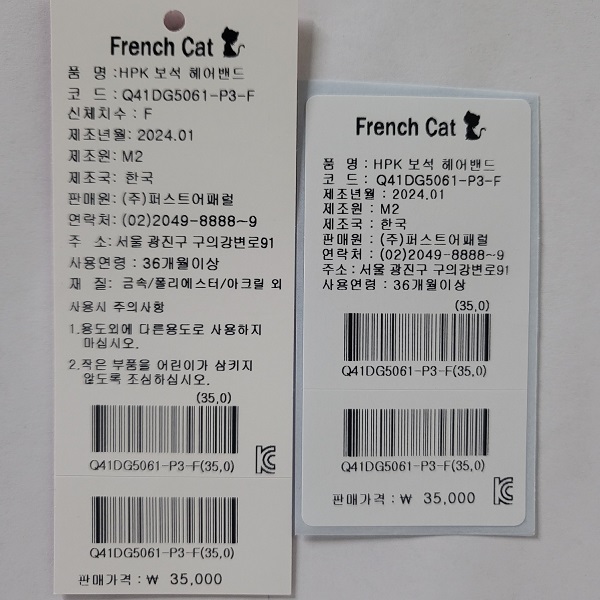 French Cat
품 명 : HPK 보석 헤어밴드
코 드 : Q41DG5061-P3-F
신체치수 : F
제조년월: 2024.01
제조원: M2
제조국: 한국
판매원: (주)퍼스트어패럴
연락처: (02)2049-8888~9
주 소: 서울 광진구 구의강변로91
사용연령 : 36개월이상
재 질: 금속/폴리에스터/아크릴 외
사용시 주의사항
1.용도외에 다른용도로 사용하지
마십시오.
2.작은 부품을 어린이가 삼키지
않도록 조심하십시오.
(35,0)
Q41DG5061-P3-F(35,0)
Q41DG5061-P3-F(35,0)
판매가격 : ₩ 35,000
French Cat
품 명 : HPK 보석 헤어밴드
코 드 : Q41DG5061-P3-F
제조년월 : 2024.01
제조원 : M2
제조국 : 한국
판매원 : (주)퍼스트어패럴
연락처 : (02)2049-8888~9
주소 : 서울 광진구 구의강변로91
사용연령 : 36개월이상
(35,0)
Q41DG5061-P3-F(35,0)
Q41DG5061-P3-F(35,0)
판매가격 : ₩ 35,000